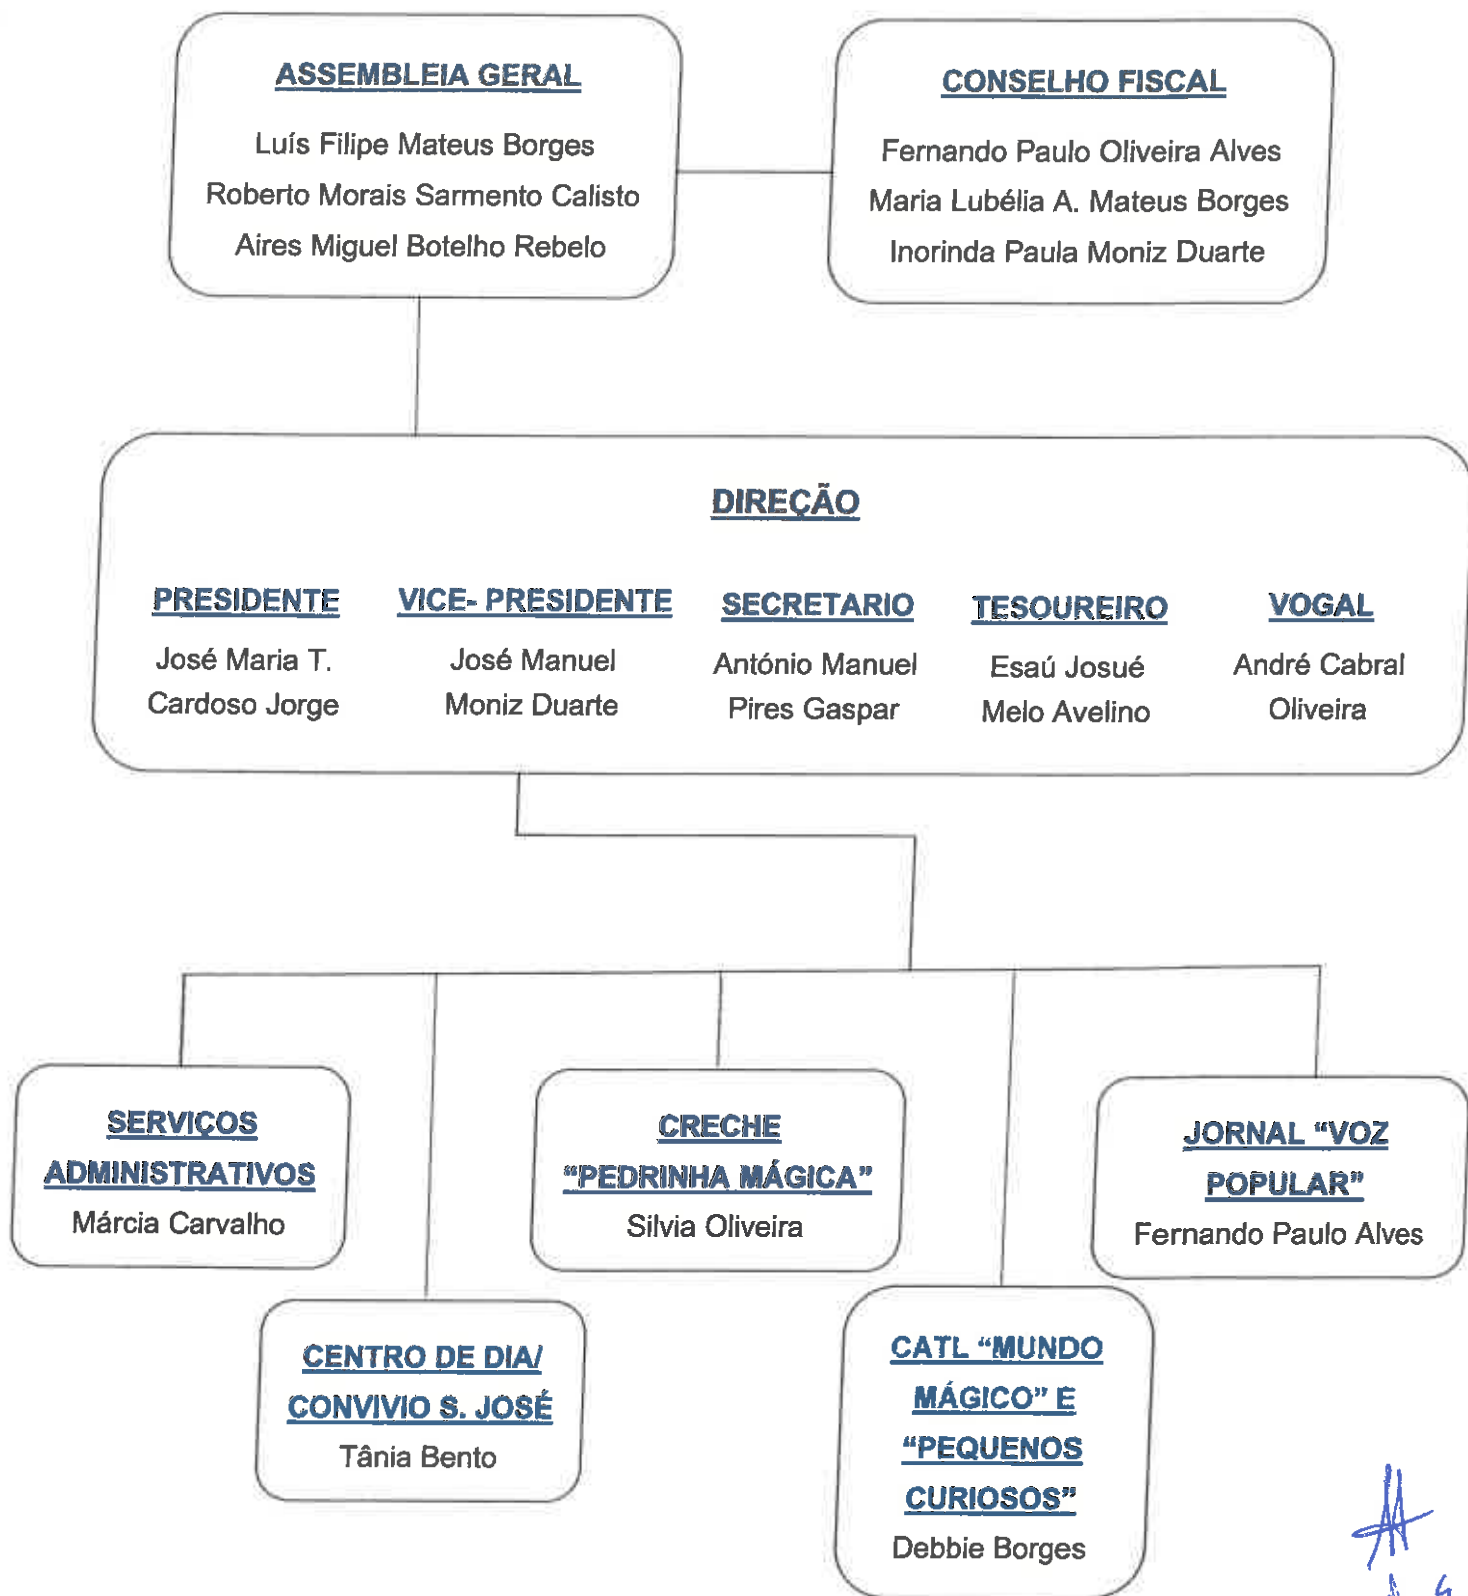 ASSEMBLEIA GERAL
Luís Filipe Mateus Borges
Roberto Morais Sarmento Calisto
Aires Miguel Botelho Rebelo
CONSELHO FISCAL
Fernando Paulo Oliveira Alves
Maria Lubélia A. Mateus Borges
Inorinda Paula Moniz Duarte
DIREÇÃO
PRESIDENTE
José Maria T.
Cardoso Jorge
VICE- PRESIDENTE
José Manuel
Moniz Duarte
SECRETARIO
António Manuel
Pires Gaspar
TESOUREIRO
Esaú Josué
Melo Avelino
VOGAL
André Cabral
Oliveira
SERVIÇOS
ADMINISTRATIVOS
Márcia Carvalho
CENTRO DE DIA/
CONVIVIO S. JOSÉ
Tânia Bento
CRECHE
“PEDRINHA MÁGICA”
Silvia Oliveira
CATL “MUNDO
MÁGICO” E
“PEQUENOS
CURIOSOS”
Debbie Borges
JORNAL “VOZ
POPULAR”
Fernando Paulo Alves